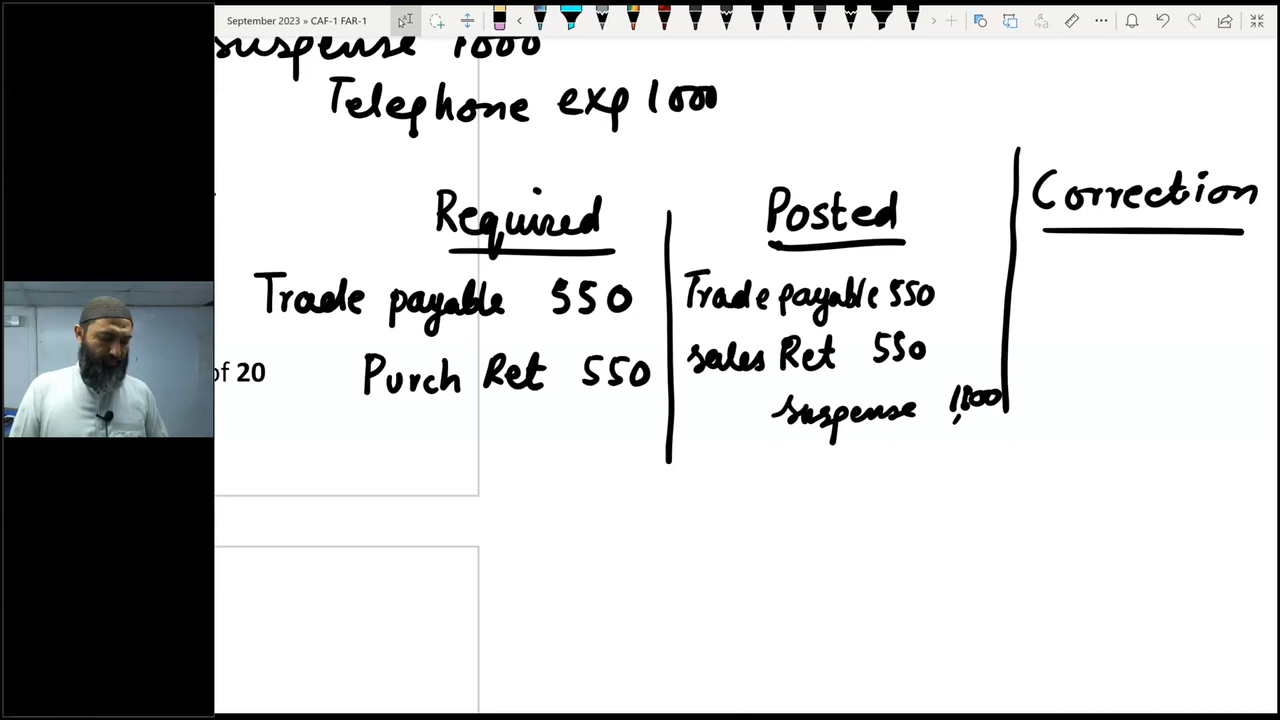 September 2023 » CAF-1 FAR-1
suspense 1000
Telephone exp 1000
Required
Posted
Correction
Trade payable 550
Trade payable 550
Purch Ret 550
sales Ret 550
suspense
of 20